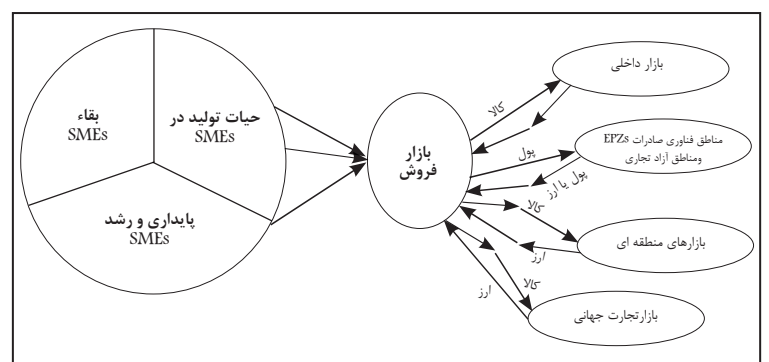 بقاء
SMEs
حیات تولید در
SMEs
پایداری و رشد
SMEs
بازار
فروش
کالا
پول
پول یا ارز
کالا
ارز
کالا
ارز
بازار داخلی
مناطق فناوری صادرات EPZs
ومناطق آزاد تجاری
بازارهای منطقه ای
بازارتجارت جهانی